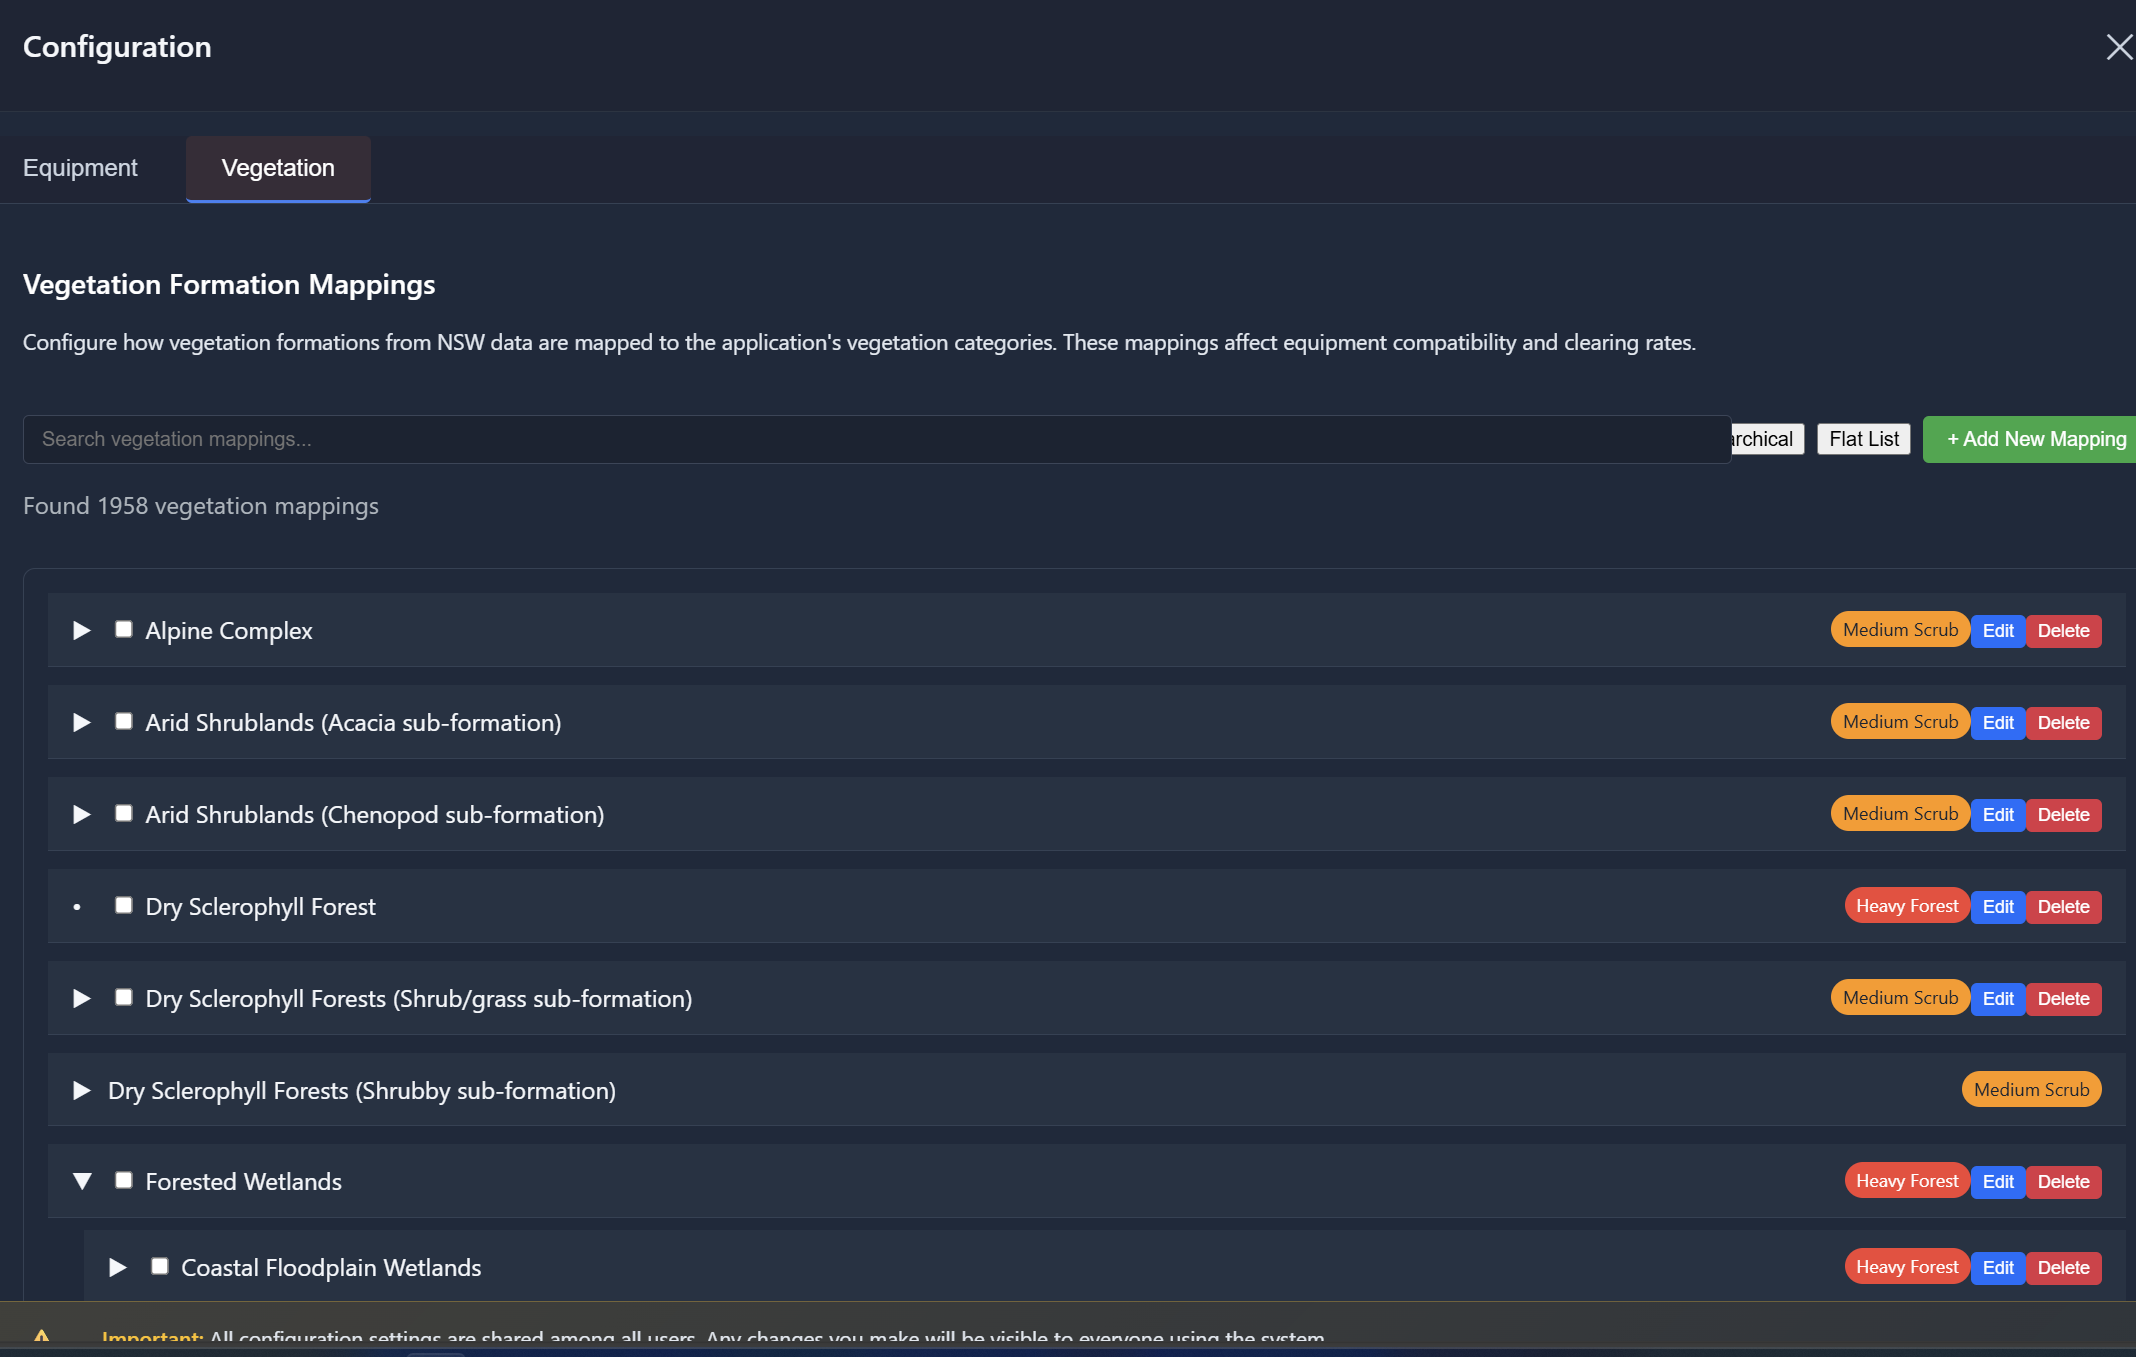 Configuration
Equipment
Vegetation
Vegetation Formation Mappings
Configure how vegetation formations from NSW data are mapped to the application's vegetation categories. These mappings affect equipment compatibility and clearing rates.
Search vegetation mappings... archical Flat List + Add New Mapping
Found 1958 vegetation mappings
Alpine Complex Medium Scrub Edit Delete
Arid Shrublands (Acacia sub-formation) Medium Scrub Edit Delete
Arid Shrublands (Chenopod sub-formation) Medium Scrub Edit Delete
• Dry Sclerophyll Forest Heavy Forest Edit Delete
Dry Sclerophyll Forests (Shrub/grass sub-formation) Medium Scrub Edit Delete
Dry Sclerophyll Forests (Shrubby sub-formation) Medium Scrub
Forested Wetlands Heavy Forest Edit Delete
Coastal Floodplain Wetlands Heavy Forest Edit Delete
Important: All configuration settings are shared among all users. Any changes you make will be visible to everyone using the system.